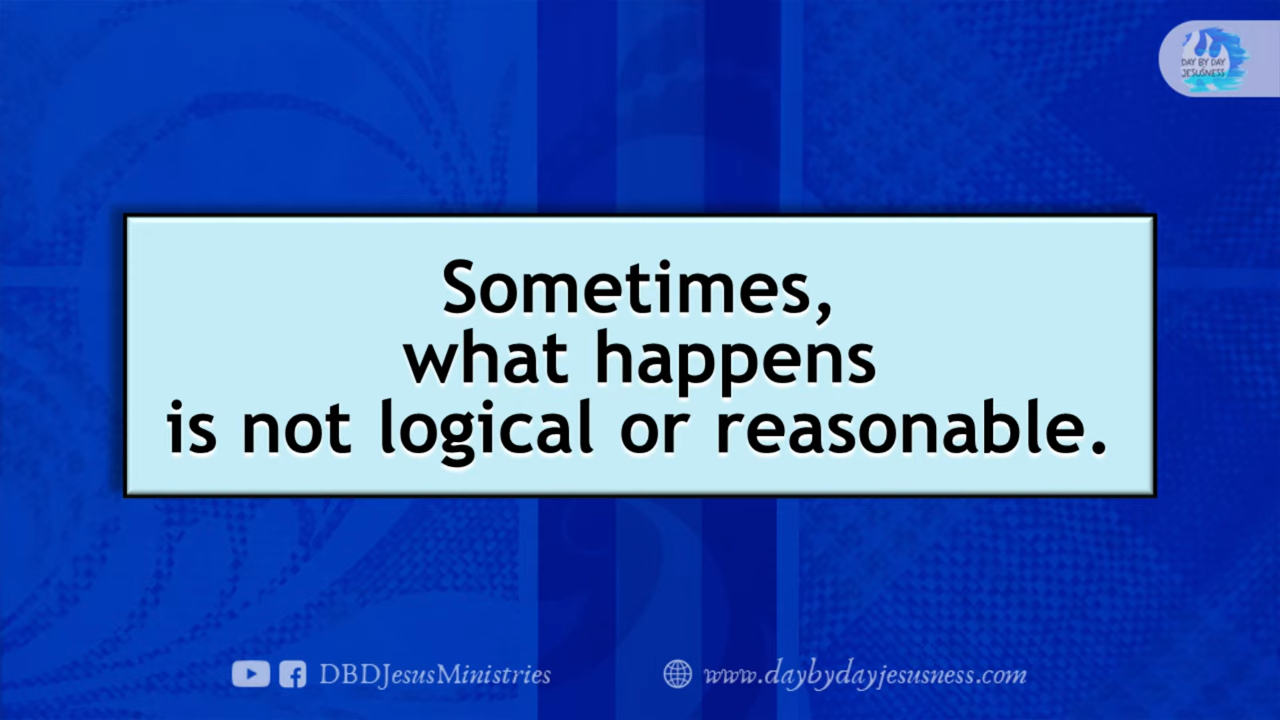 DAY BY DAY
JESUSNESS
Sometimes,
what happens
is not logical or reasonable.
DBDJesusMinistries
www.daybydayjesusness.com